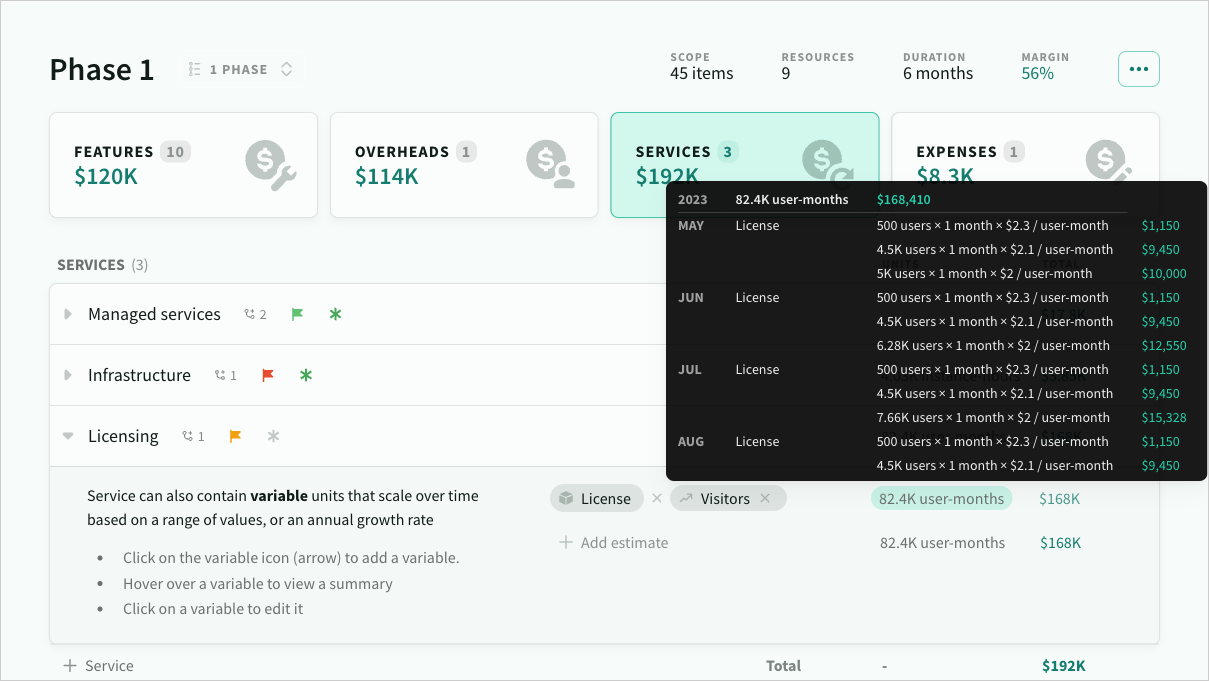 Phase 1
1 PHASE
SCOPE
45 items
RESOURCES
9
DURATION
6 months
MARGIN
56%
FEATURES 10
$120K
OVERHEADS 1
$114K
SERVICES 3
$192K
EXPENSES 1
$8.3K
2023 82.4K user-months $168,410
MAY License 500 users × 1 month × $2.3 / user-month $1,150
4.5K users × 1 month × $2.1 / user-month $9,450
5K users × 1 month × $2 / user-month $10,000
JUN License 500 users × 1 month × $2.3 / user-month $1,150
4.5K users × 1 month × $2.1 / user-month $9,450
6.28K users × 1 month × $2 / user-month $12,550
JUL License 500 users × 1 month × $2.3 / user-month $1,150
4.5K users × 1 month × $2.1 / user-month $9,450
7.66K users × 1 month × $2 / user-month $15,328
AUG License 500 users × 1 month × $2.3 / user-month $1,150
4.5K users × 1 month × $2.1 / user-month $9,450
SERVICES (3)
Managed services 2
Infrastructure 1
Licensing 1
Service can also contain variable units that scale over time
based on a range of values, or an annual growth rate
• Click on the variable icon (arrow) to add a variable.
• Hover over a variable to view a summary
• Click on a variable to edit it
License × Visitors × 82.4K user-months $168K
+ Add estimate 82.4K user-months $168K
+ Service Total - $192K